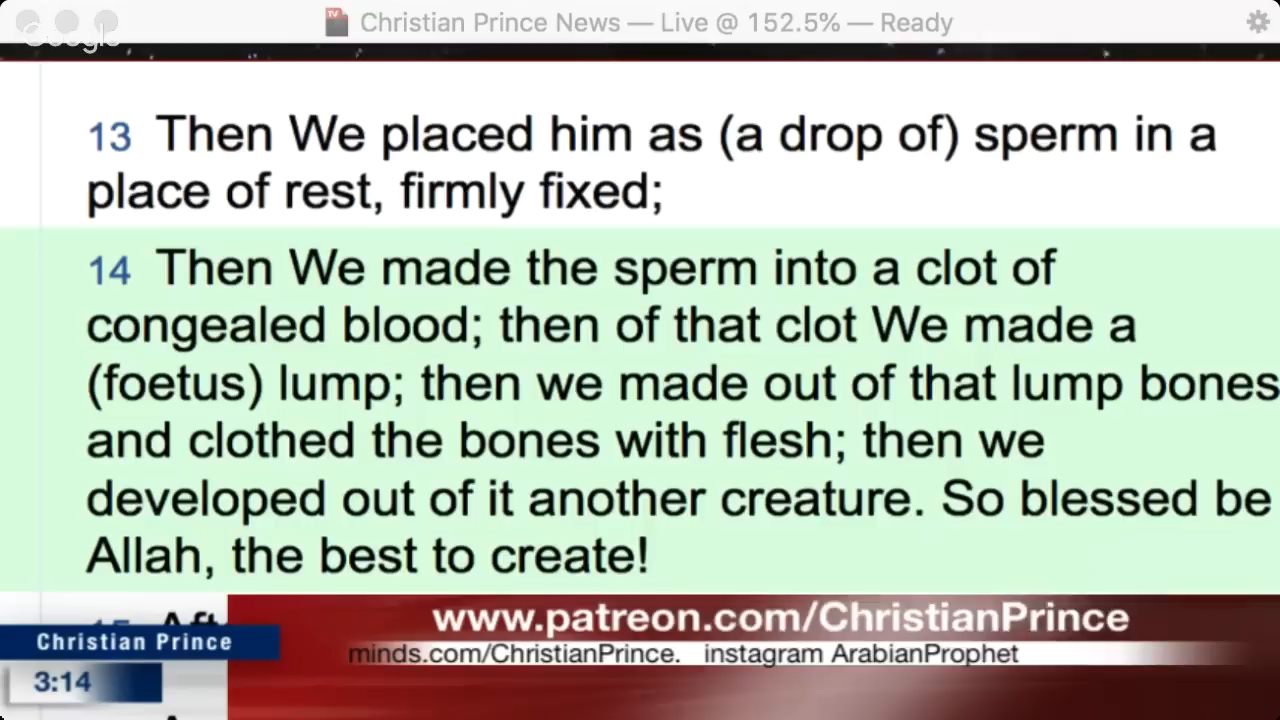 Christian Prince News — Live @ 152.5% — Ready
Google
13 Then We placed him as (a drop of) sperm in a
place of rest, firmly fixed;
14 Then We made the sperm into a clot of
congealed blood; then of that clot We made a
(foetus) lump; then we made out of that lump bones
and clothed the bones with flesh; then we
developed out of it another creature. So blessed be
Allah, the best to create!
www.patreon.com/ChristianPrince
Christian Prince
minds.com/ChristianPrince. instagram ArabianProphet
3:14